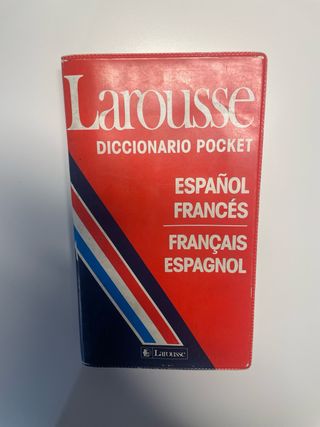 Larousse
DICCIONARIO POCKET
ESPAÑOL
FRANCÉS
FRANÇAIS
ESPAGNOL
Larousse